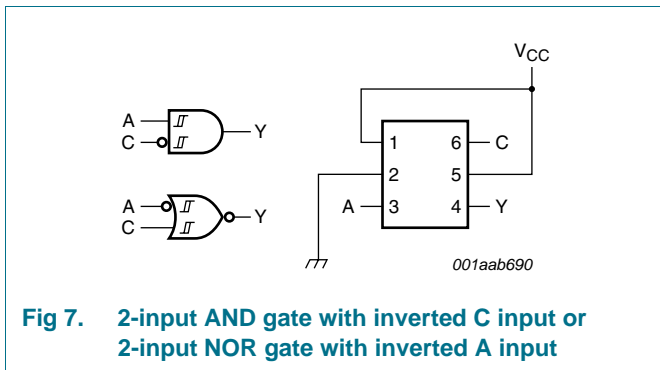 VCC
A
C
Y
A
C
Y
1 6 C
2 5
A 3 4 Y
001aab690
Fig 7. 2-input AND gate with inverted C input or
2-input NOR gate with inverted A input